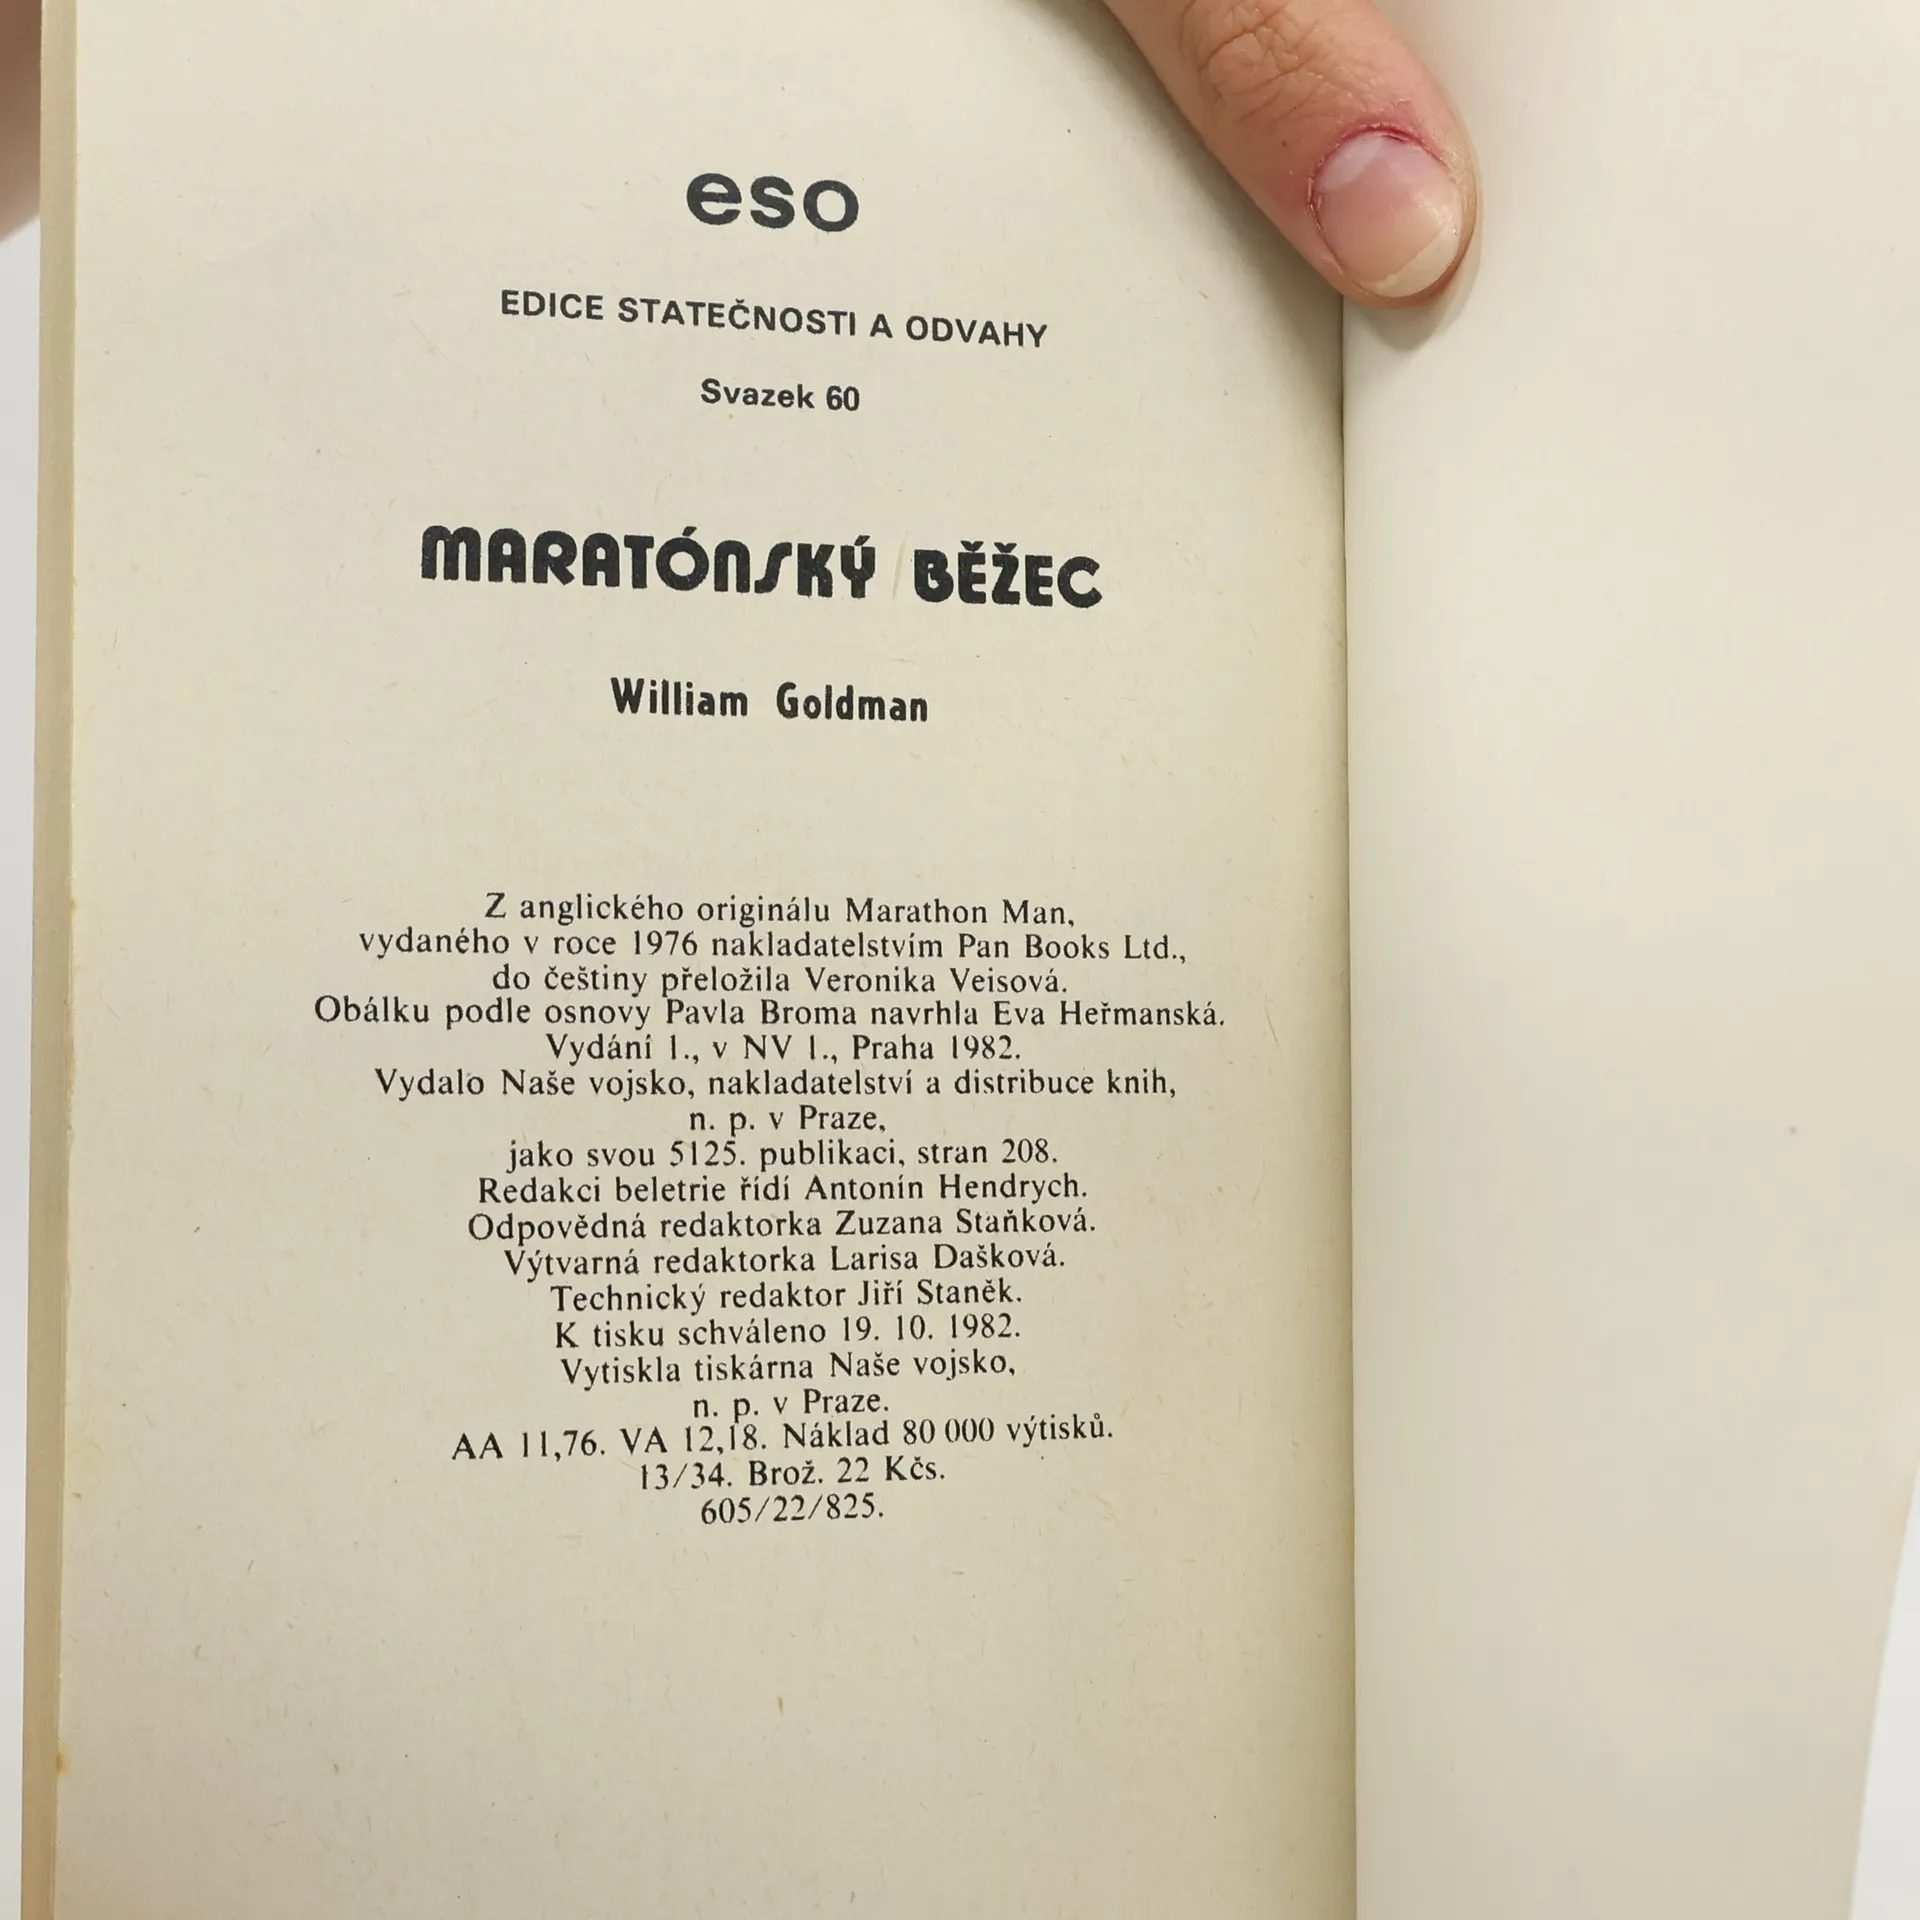 eso
EDICE STATEČNOSTI A ODVAHY
Svazek 60
MARATÓNSKÝ BĚŽEC
William Goldman
Z anglického originálu Marathon Man,
vydaného v roce 1976 nakladatelstvím Pan Books Ltd.,
do češtiny přeložila Veronika Veisová.
Obálku podle osnovy Pavla Broma navrhla Eva Heřmanská.
Vydání 1., v NV 1., Praha 1982.
Vydalo Naše vojsko, nakladatelství a distribuce knih,
n. p. v Praze,
jako svou 5125. publikaci, stran 208.
Redakci beletrie řídí Antonín Hendrych.
Odpovědná redaktorka Zuzana Staňková.
Výtvarná redaktorka Larisa Dašková.
Technický redaktor Jiří Staněk.
K tisku schváleno 19. 10. 1982.
Vytiskla tiskárna Naše vojsko,
n. p. v Praze.
AA 11,76. VA 12,18. Náklad 80 000 výtisků.
13/34. Brož. 22 Kčs.
605/22/825.